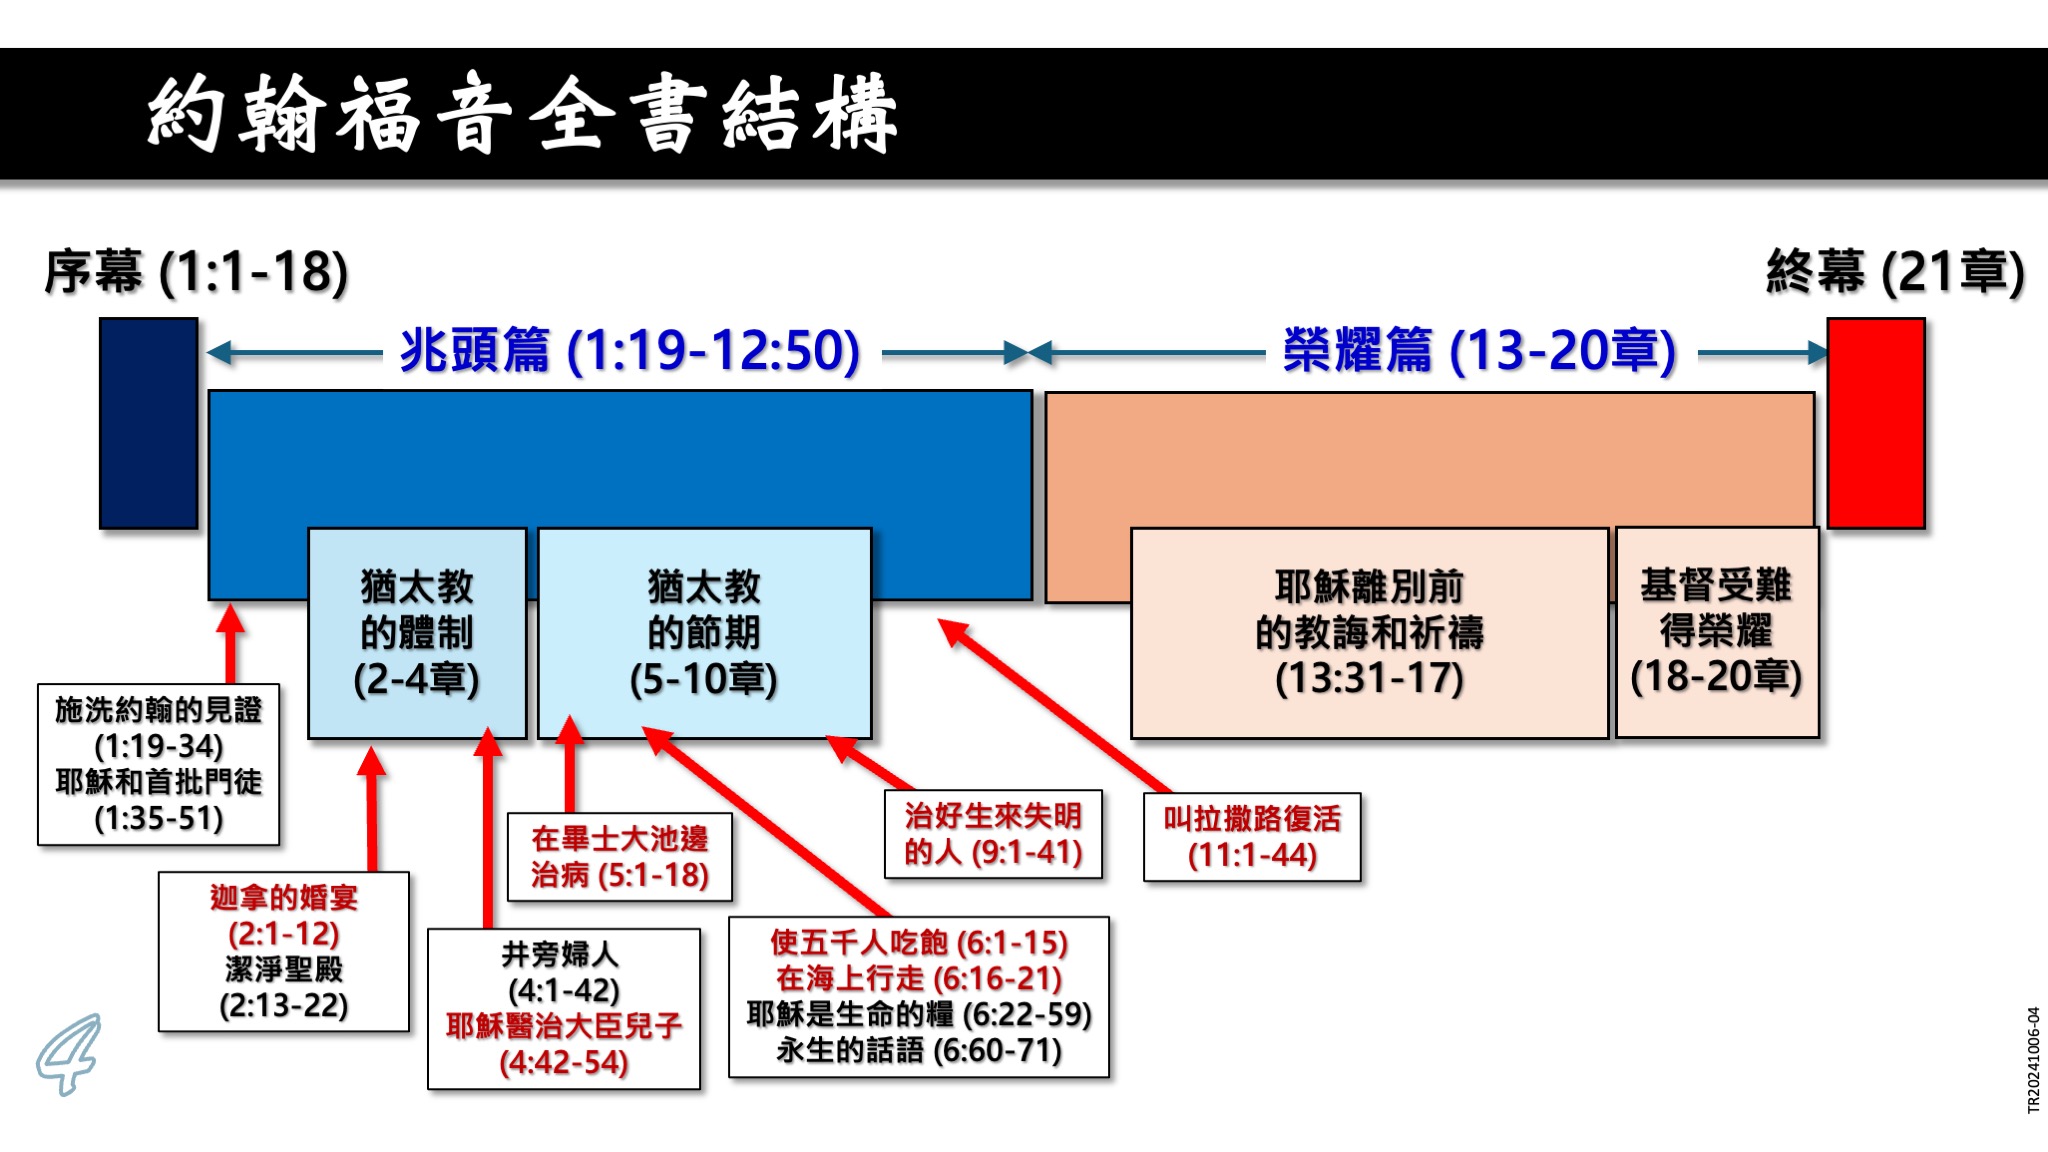 約翰福音全書結構
序幕 (1:1-18)
終幕 (21章)
兆頭篇 (1:19-12:50)
榮耀篇 (13-20章)
猶太教
的體制
(2-4章)
猶太教
的節期
(5-10章)
耶穌離別前
的教誨和祈禱
(13:31-17)
基督受難
得榮耀
(18-20章)
施洗約翰的見證
(1:19-34)
耶穌和首批門徒
(1:35-51)
迦拿的婚宴
(2:1-12)
潔淨聖殿
(2:13-22)
井旁婦人
(4:1-42)
耶穌醫治大臣兒子
(4:42-54)
在畢士大池邊
治病 (5:1-18)
使五千人吃飽 (6:1-15)
在海上行走 (6:16-21)
耶穌是生命的糧 (6:22-59)
永生的話語 (6:60-71)
治好生來失明
的人 (9:1-41)
叫拉撒路復活
(11:1-44)
4
TR20241006-04